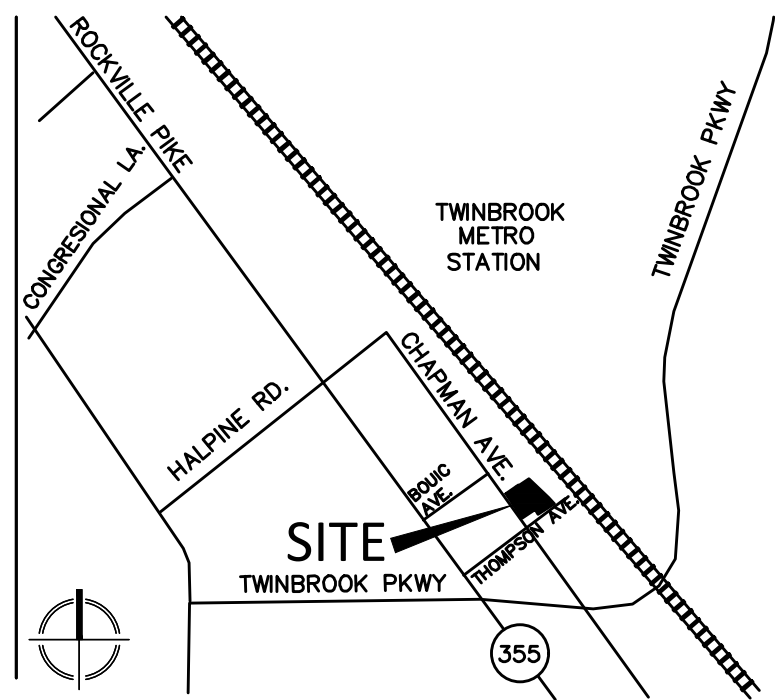 ROCKVILLE PIKE
CONGRESIONAL LA.
TWINBROOK PKWY
TWINBROOK
METRO
STATION
CHAPMAN AVE.
HALPINE RD.
BOUIC
AVE.
SITE
THOMPSON AVE.
TWINBROOK PKWY
355